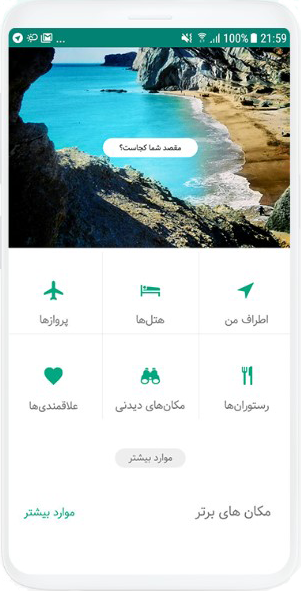 ... 100% 21:59
مقصد شما کجاست؟
اطراف من
هتل‌ها
پروازها
رستوران‌ها
مکان‌های دیدنی
علاقمندی‌ها
موارد بیشتر
مکان های برتر
موارد بیشتر